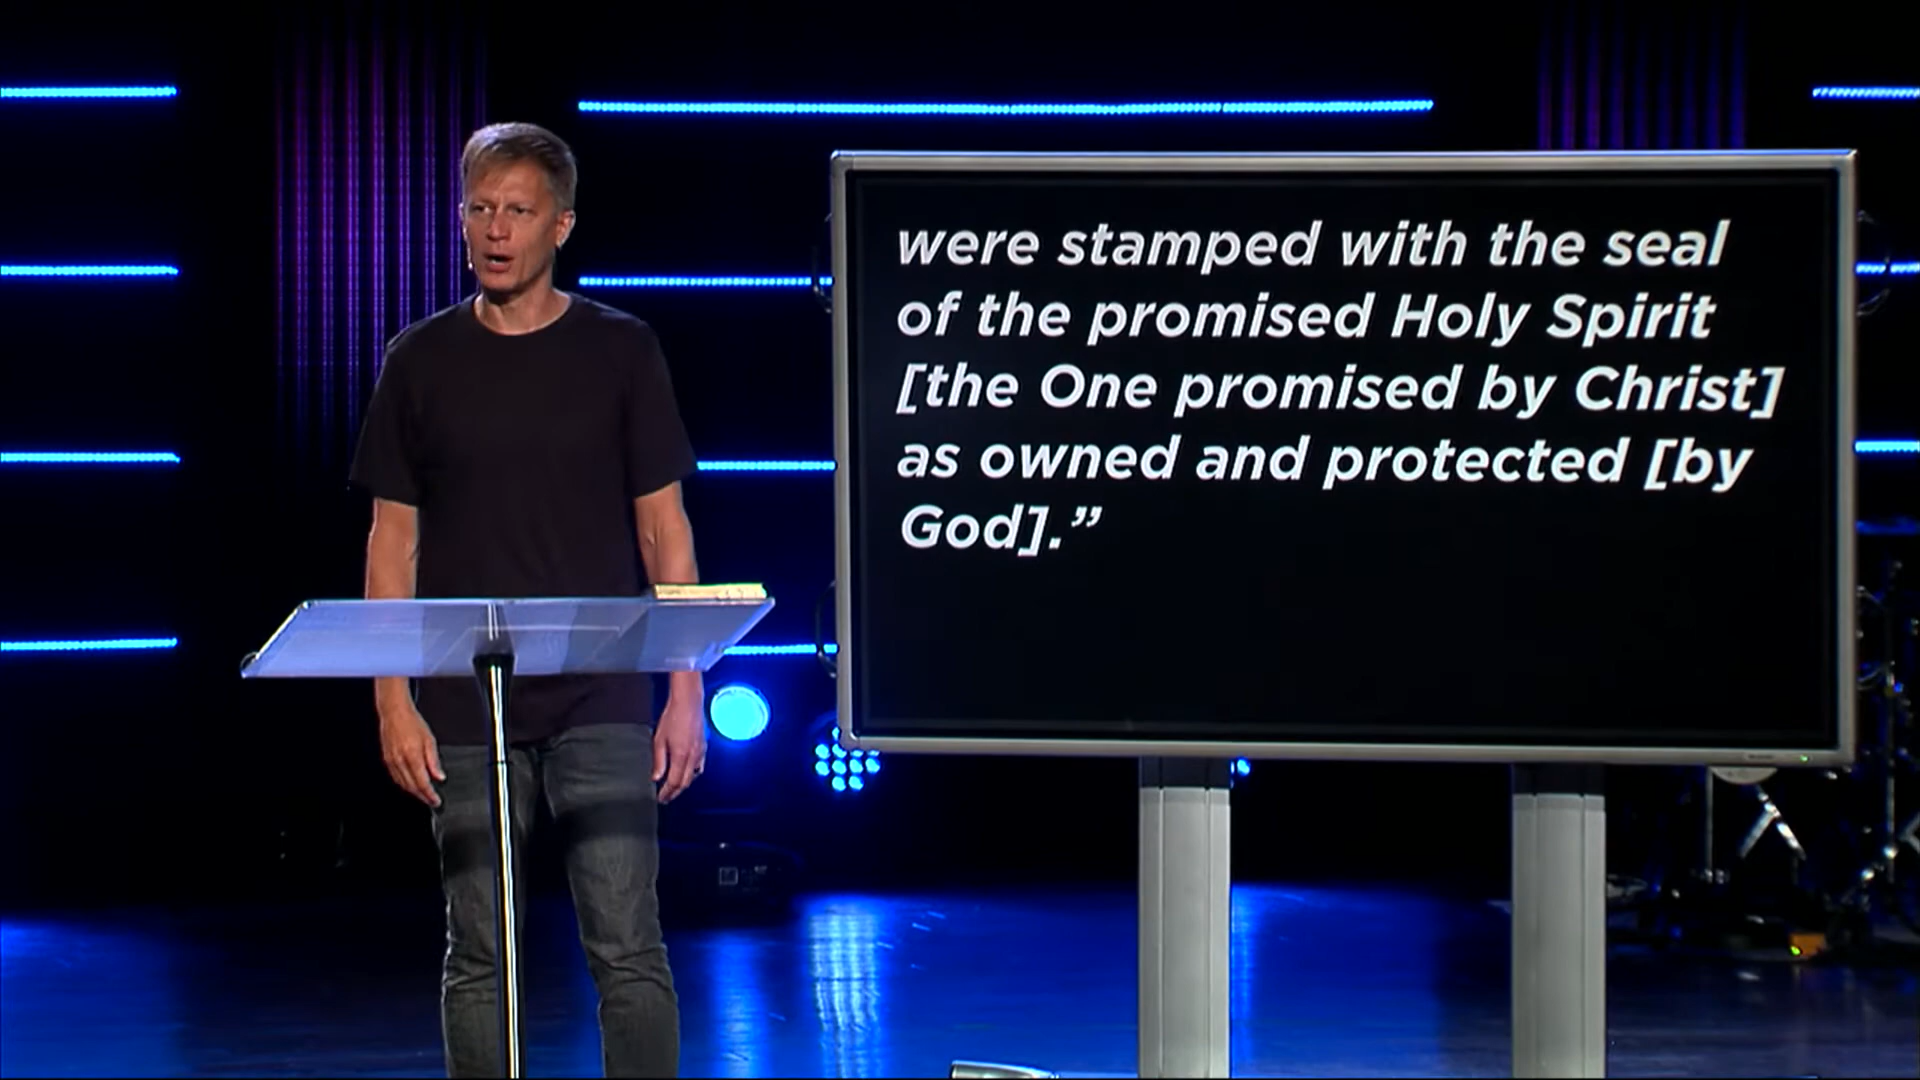 were stamped with the seal
of the promised Holy Spirit
[the One promised by Christ]
as owned and protected [by
God].”